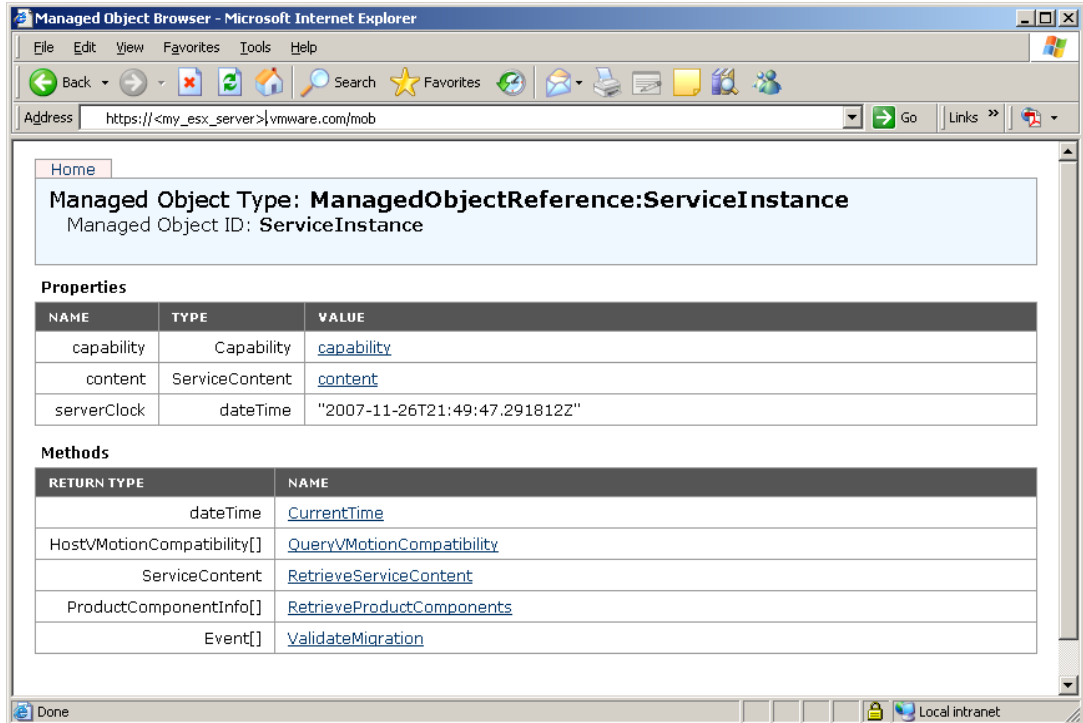 Managed Object Browser - Microsoft Internet Explorer
File Edit View Favorites Tools Help
Back Search Favorites
Address https://<my_esx_server>.vmware.com/mob Go Links »
Home
Managed Object Type: ManagedObjectReference:ServiceInstance
Managed Object ID: ServiceInstance
Properties
NAME TYPE VALUE
capability Capability capability
content ServiceContent content
serverClock dateTime "2007-11-26T21:49:47.291812Z"
Methods
RETURN TYPE NAME
dateTime CurrentTime
HostVMotionCompatibility[] QueryVMotionCompatibility
ServiceContent RetrieveServiceContent
ProductComponentInfo[] RetrieveProductComponents
Event[] ValidateMigration
Done Local intranet